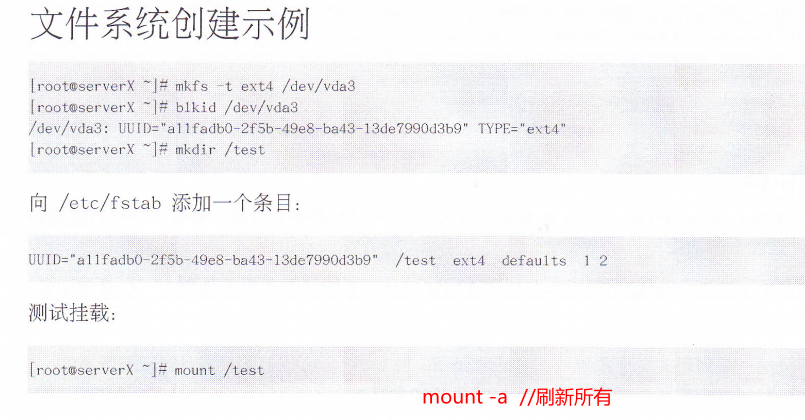 文件系统创建示例
[root@serverX ~]# mkfs -t ext4 /dev/vda3
[root@serverX ~]# blkid /dev/vda3
/dev/vda3: UUID="a11fadb0-2f5b-49e8-ba43-13de7990d3b9" TYPE="ext4"
[root@serverX ~]# mkdir /test
向 /etc/fstab 添加一个条目:
UUID="a11fadb0-2f5b-49e8-ba43-13de7990d3b9" /test ext4 defaults 1 2
测试挂载:
[root@serverX ~]# mount /test
mount -a //刷新所有